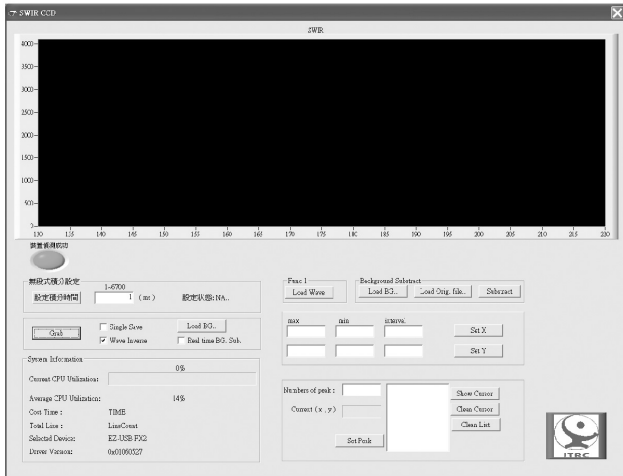 SWIR CCD
SWIR
4000
3500
3000
2500
2000
1500
1000
500
0
130 135 140 145 150 155 160 165 170 175 180 185 190 195 200 205 210 215 220
裝置偵測成功
無段式積分設定
設定積分時間
1~6700
1 (ms)
設定狀態: NA..
Grab
Single Save
Wave Inverse
Load BG..
Real time BG. Sub.
System Information
0%
Current CPU Utilization:
Average CPU Utilization: 14%
Cost Time : TIME
Total Line : LineCount
Selected Device: EZ-USB-FX2
Driver Version: 0x01060527
Func 1
Load Wave
Background Substract
Load BG..
Load Orig. file..
Substract
max min interval
Set X
Set Y
Numbers of peak :
Current ( x , y )
Set Peak
Show Cursor
Clean Cursor
Clean List
ITRC